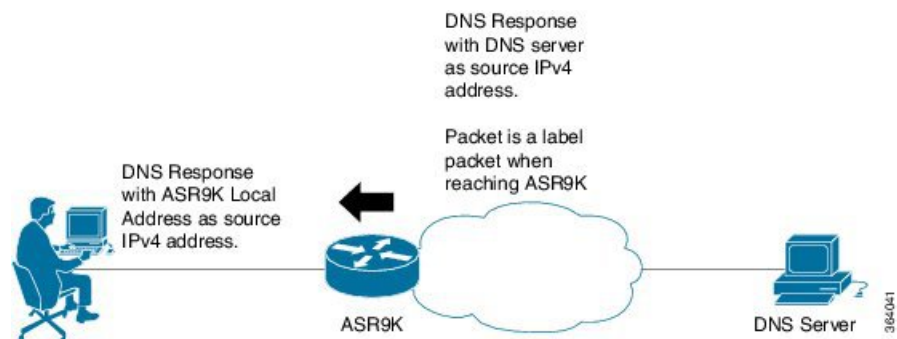 DNS Response
with DNS server
as source IPv4
address.
Packet is a label
packet when
reaching ASR9K
DNS Response
with ASR9K Local
Address as source
IPv4 address.
ASR9K
DNS Server
364041